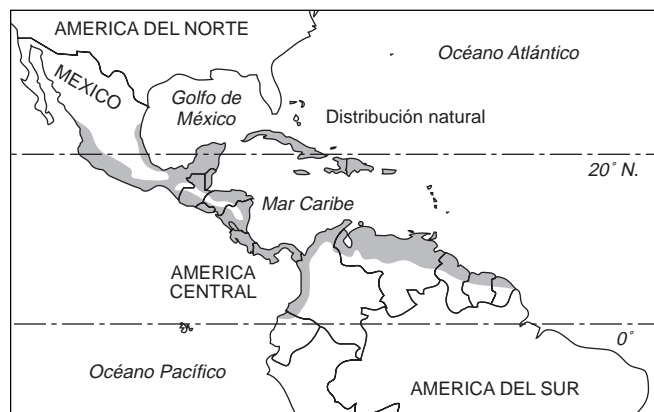 AMERICA DEL NORTE
Océano Atlántico
MEXICO
Golfo de
México
Distribución natural
20° N.
Mar Caribe
AMERICA
CENTRAL
0°
Océano Pacífico
AMERICA DEL SUR